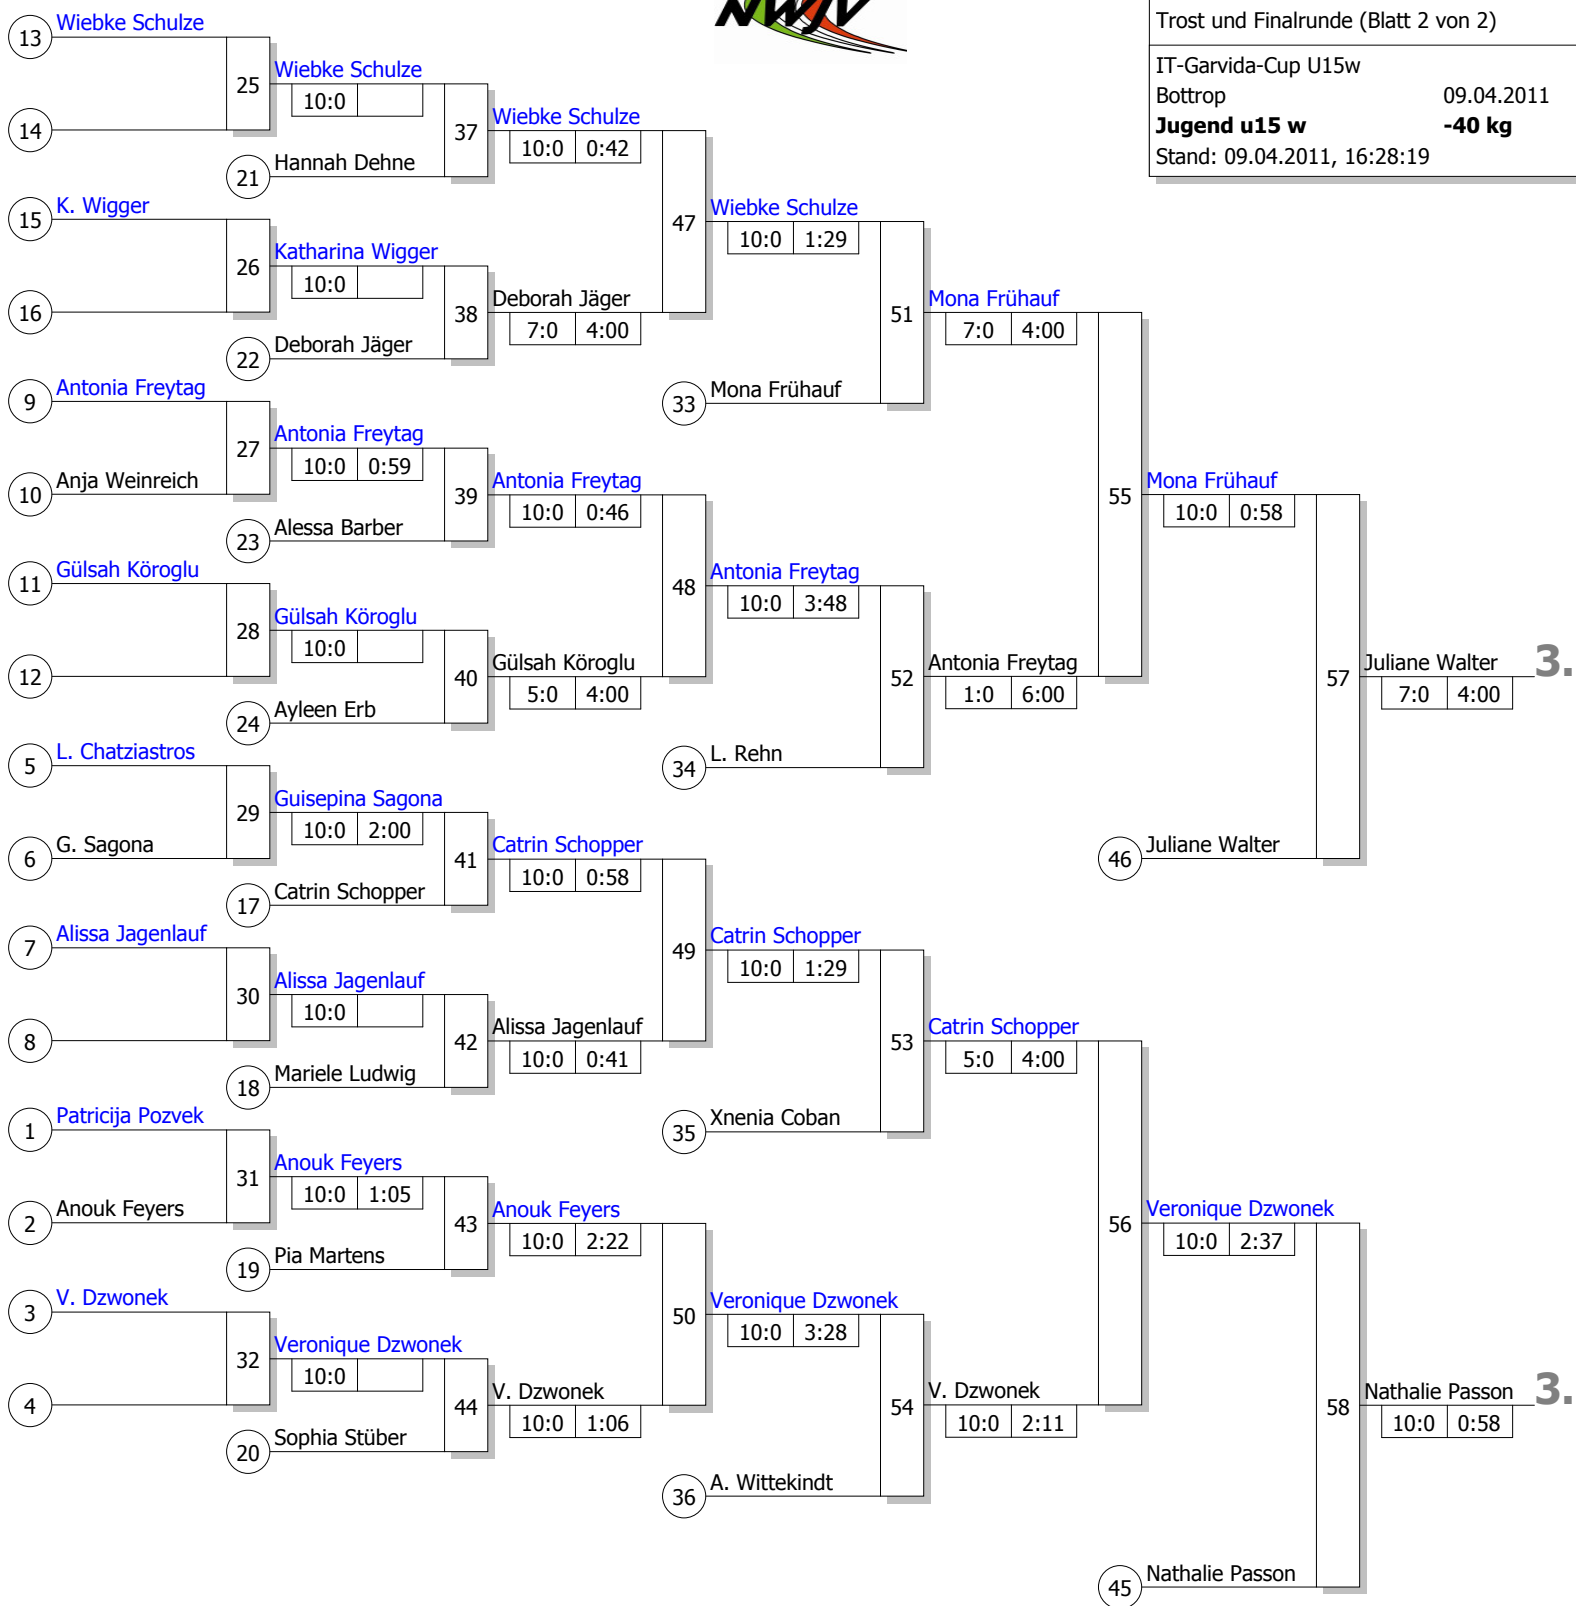 NWJV
Trost und Finalrunde (Blatt 2 von 2)
IT-Garvida-Cup U15w
Bottrop 09.04.2011
Jugend u15 w -40 kg
Stand: 09.04.2011, 16:28:19
13 Wiebke Schulze
25 Wiebke Schulze
10:0
14
37 Wiebke Schulze
10:0 0:42
21 Hannah Dehne
15 K. Wigger
47 Wiebke Schulze
10:0 1:29
26 Katharina Wigger
10:0
16
38 Deborah Jäger
7:0 4:00
22 Deborah Jäger
51 Mona Frühauf
7:0 4:00
9 Antonia Freytag
33 Mona Frühauf
27 Antonia Freytag
10:0 0:59
10 Anja Weinreich
39 Antonia Freytag
10:0 0:46
55 Mona Frühauf
10:0 0:58
23 Alessa Barber
11 Gülsah Köroglu
48 Antonia Freytag
10:0 3:48
28 Gülsah Köroglu
10:0
12
40 Gülsah Köroglu
5:0 4:00
52 Antonia Freytag
1:0 6:00
57 Juliane Walter 3.
7:0 4:00
24 Ayleen Erb
5 L. Chatziastros
34 L. Rehn
29 Guisepina Sagona
10:0 2:00
6 G. Sagona
41 Catrin Schopper
10:0 0:58
46 Juliane Walter
17 Catrin Schopper
7 Alissa Jagenlauf
49 Catrin Schopper
10:0 1:29
30 Alissa Jagenlauf
10:0
8
42 Alissa Jagenlauf
10:0 0:41
53 Catrin Schopper
5:0 4:00
18 Mariele Ludwig
1 Patricija Pozvek
35 Xnenia Coban
31 Anouk Feyers
10:0 1:05
2 Anouk Feyers
43 Anouk Feyers
10:0 2:22
56 Veronique Dzwonek
10:0 2:37
19 Pia Martens
3 V. Dzwonek
50 Veronique Dzwonek
10:0 3:28
32 Veronique Dzwonek
10:0
4
44 V. Dzwonek
10:0 1:06
54 V. Dzwonek
10:0 2:11
58 Nathalie Passon 3.
10:0 0:58
20 Sophia Stüber
36 A. Wittekindt
45 Nathalie Passon